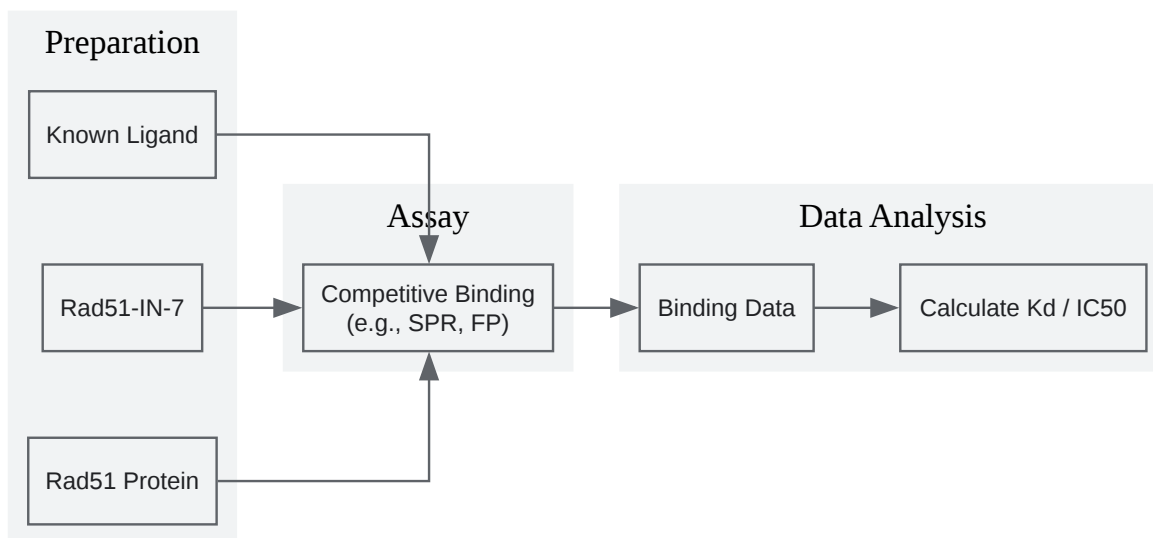 Preparation
Known Ligand
Rad51-IN-7
Rad51 Protein
Assay
Competitive Binding
(e.g., SPR, FP)
Data Analysis
Binding Data
Calculate Kd / IC50